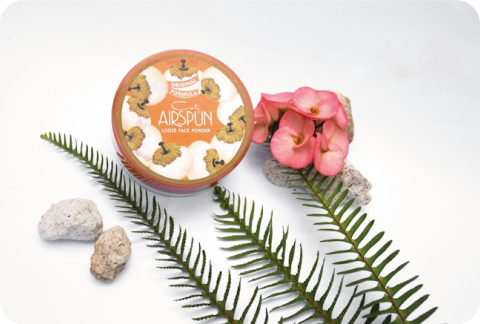 ORIGINAL
FORMULA
Coty
AIRSPUN
LOOSE FACE POWDER